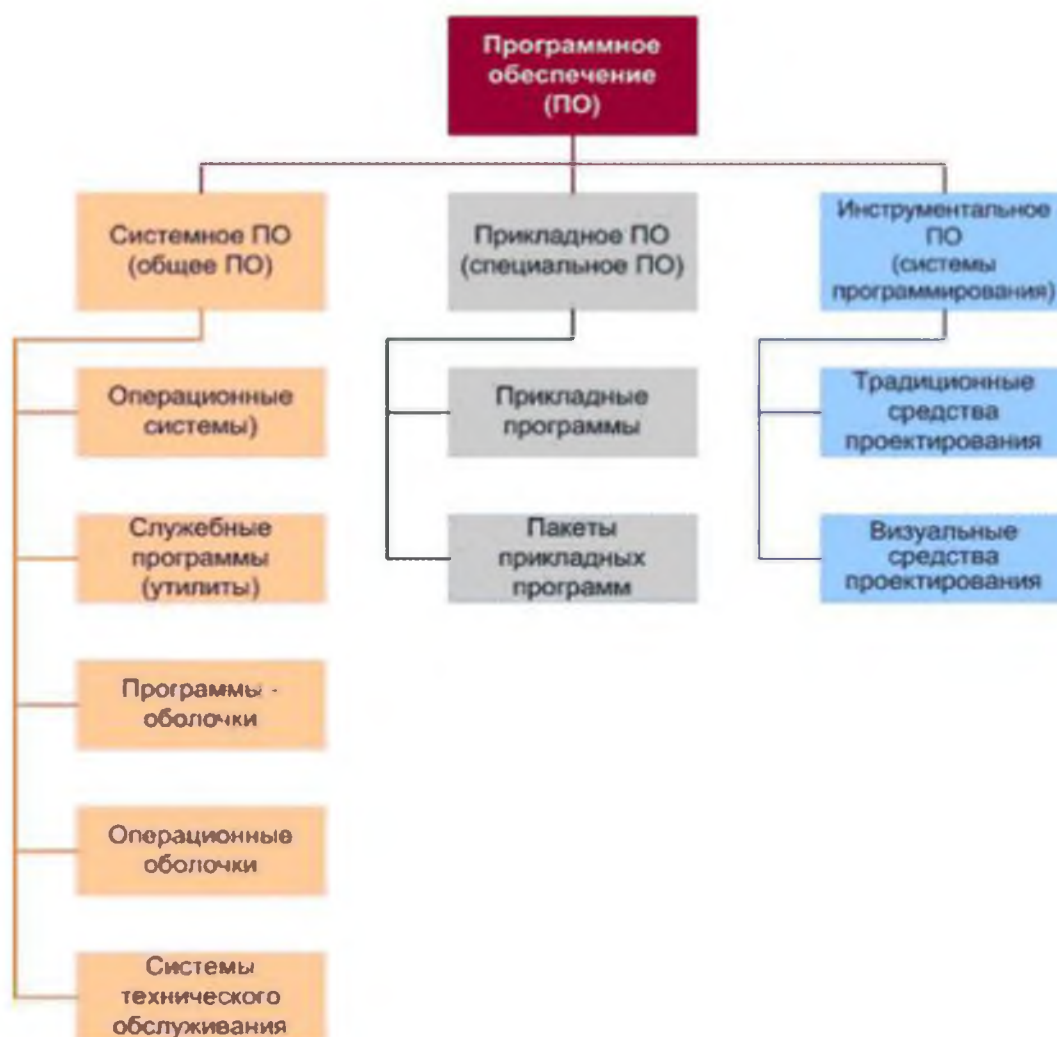 Программное
обеспечение
(ПО)
Системное ПО
(общее ПО)
Прикладное ПО
(специальное ПО)
Инструментальное
ПО
(системы
программирования)
Операционные
системы)
Прикладные
программы
Традиционные
средства
проектирования
Служебные
программы
(утилиты)
Пакеты
прикладных
программ
Визуальные
средства
проектирования
Программы -
оболочки
Операционные
оболочки
Системы
технического
обслуживания